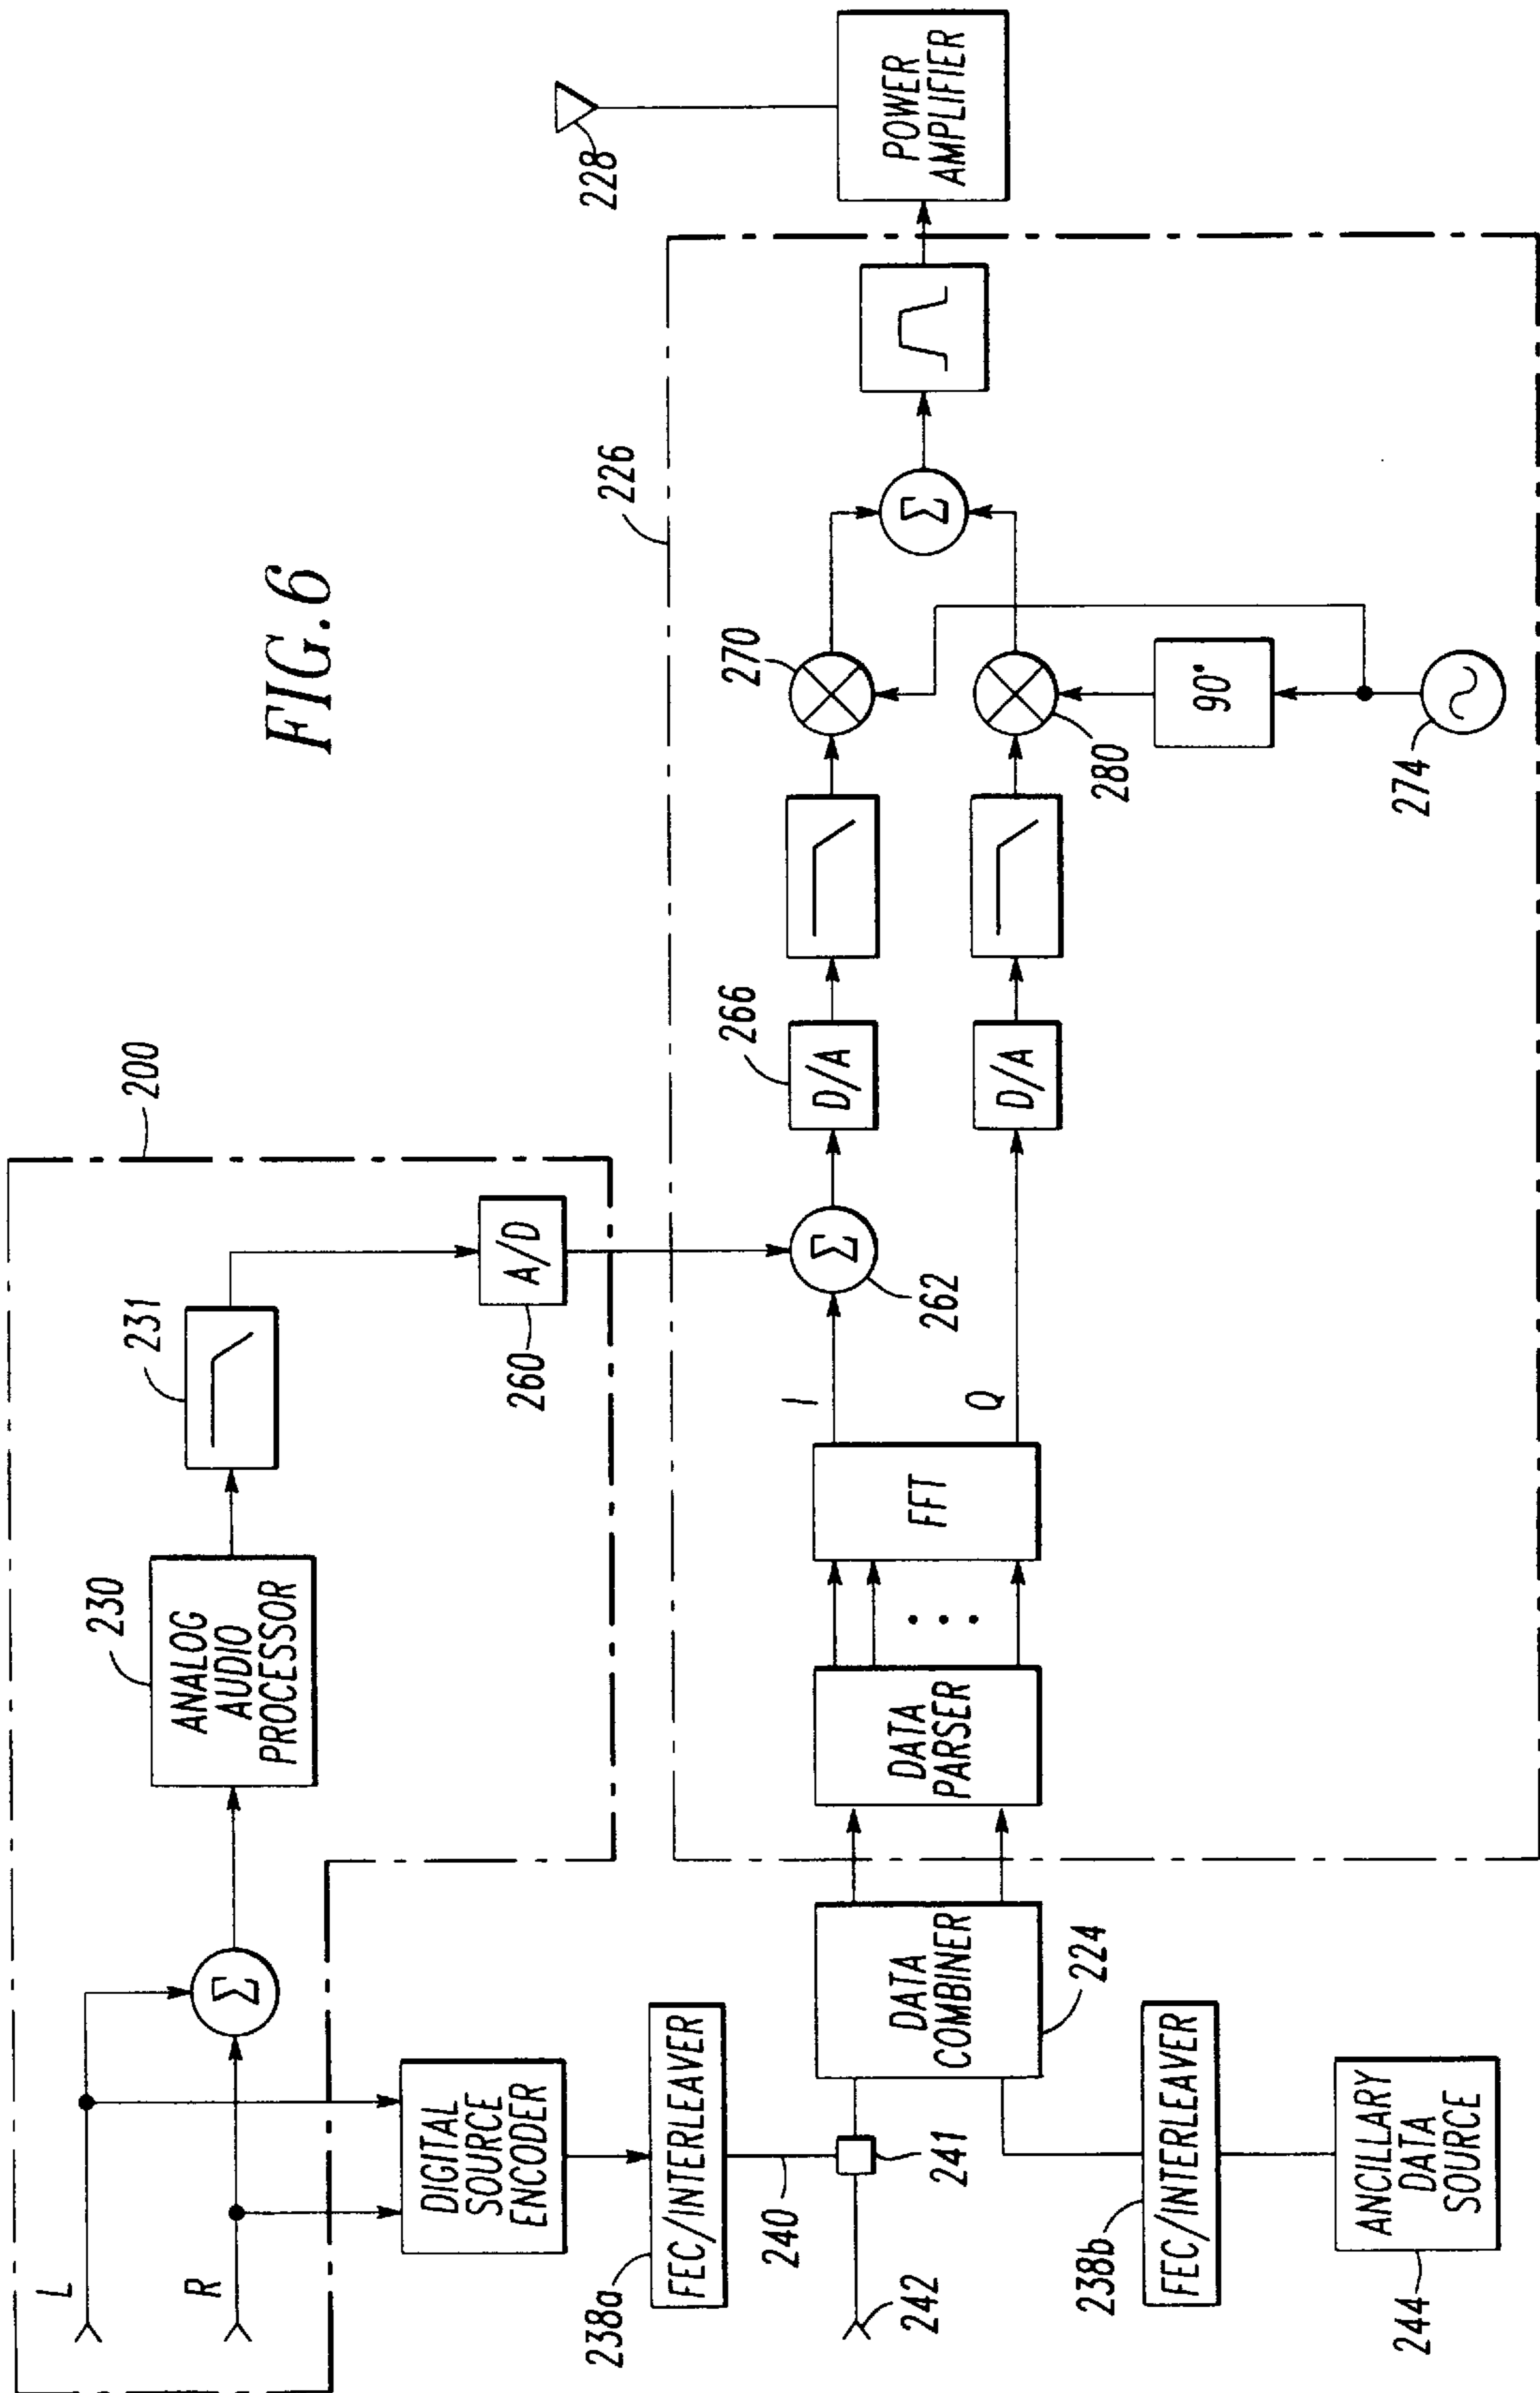 FIG. 6
200
L
R
Σ
230
ANALOG
AUDIO
PROCESSOR
231
A/D
260
DIGITAL
SOURCE
ENCODER
238a
FEC/INTERLEAVER
240
241
242
DATA
COMBINER
224
238b
FEC/INTERLEAVER
ANCILLARY
DATA
SOURCE
244
226
DATA
PARSER
FFT
I
Q
Σ
262
266
D/A
D/A
270
280
90°
274
Σ
228
POWER
AMPLIFIER